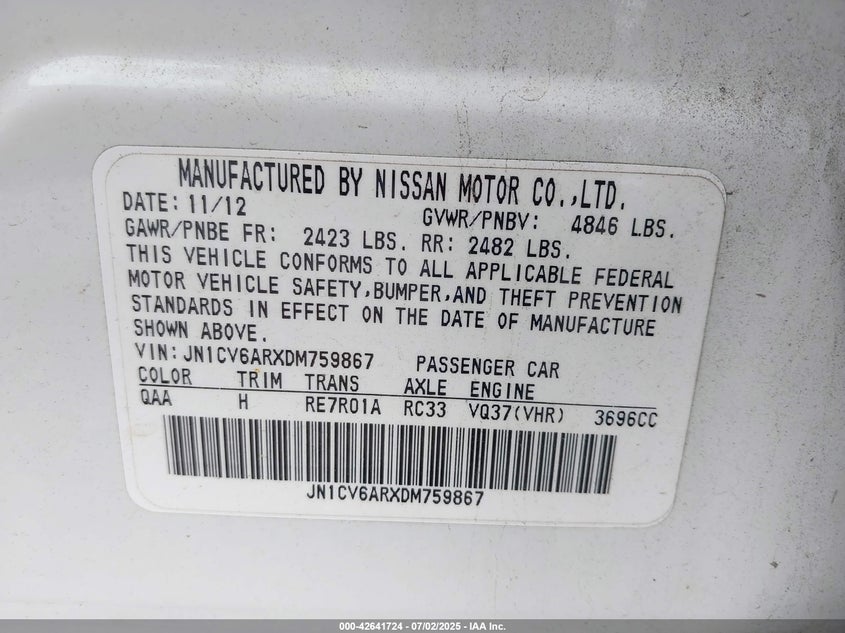 MANUFACTURED BY NISSAN MOTOR CO.,LTD.
DATE: 11/12 GVWR/PNBV: 4846 LBS.
GAWR/PNBE FR: 2423 LBS. RR: 2482 LBS.
THIS VEHICLE CONFORMS TO ALL APPLICABLE FEDERAL
MOTOR VEHICLE SAFETY,BUMPER,AND THEFT PREVENTION
STANDARDS IN EFFECT ON THE DATE OF MANUFACTURE
SHOWN ABOVE.
VIN:JN1CV6ARXDM759867 PASSENGER CAR
COLOR TRIM TRANS AXLE ENGINE
QAA H RE7R01A RC33 VQ37(VHR) 3696CC
JN1CV6ARXDM759867
000-42641724 - 07/02/2025 - IAA Inc.